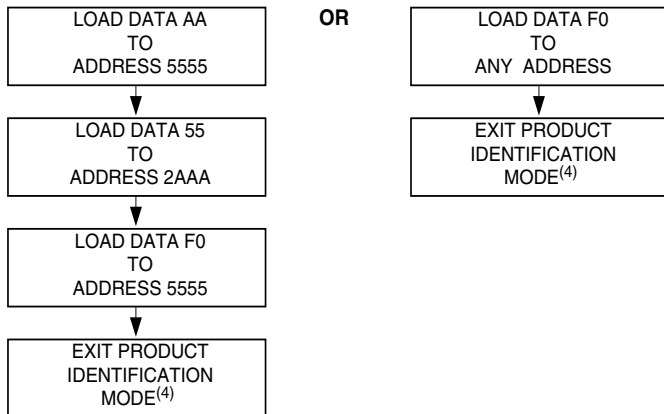 LOAD DATA AA
TO
ADDRESS 5555
LOAD DATA 55
TO
ADDRESS 2AAA
LOAD DATA F0
TO
ADDRESS 5555
EXIT PRODUCT
IDENTIFICATION
MODE(4)
OR
LOAD DATA F0
TO
ANY ADDRESS
EXIT PRODUCT
IDENTIFICATION
MODE(4)